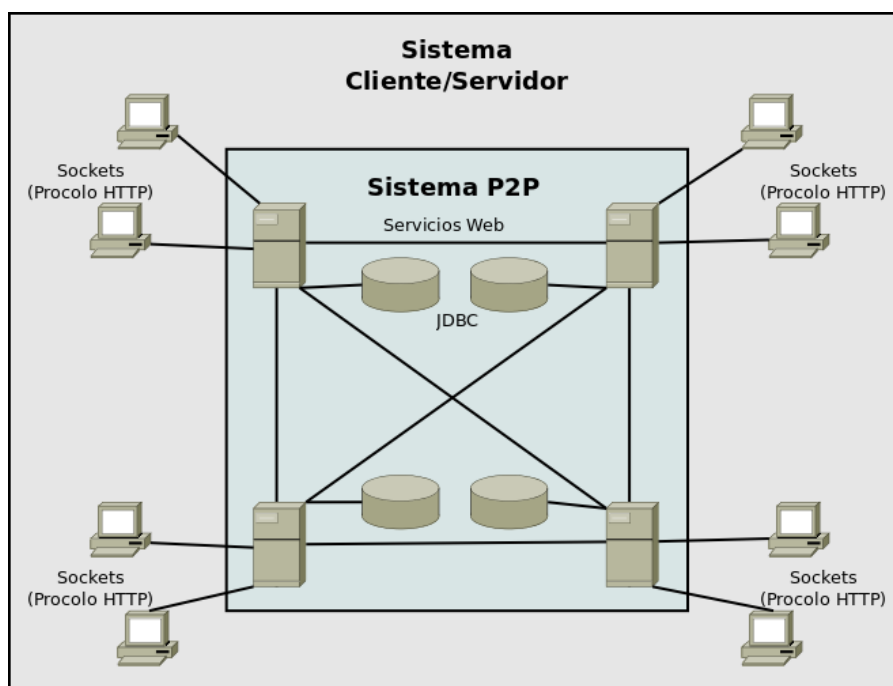 Sistema
Cliente/Servidor
Sockets
(Procolo HTTP)
Sockets
(Procolo HTTP)
Sistema P2P
Servicios Web
JDBC
Sockets
(Procolo HTTP)
Sockets
(Procolo HTTP)